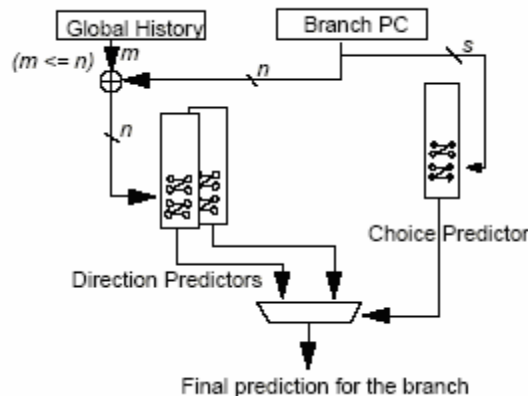 Global History
Branch PC
(m <= n)
m
n
s
n
Choice Predictor
Direction Predictors
Final prediction for the branch